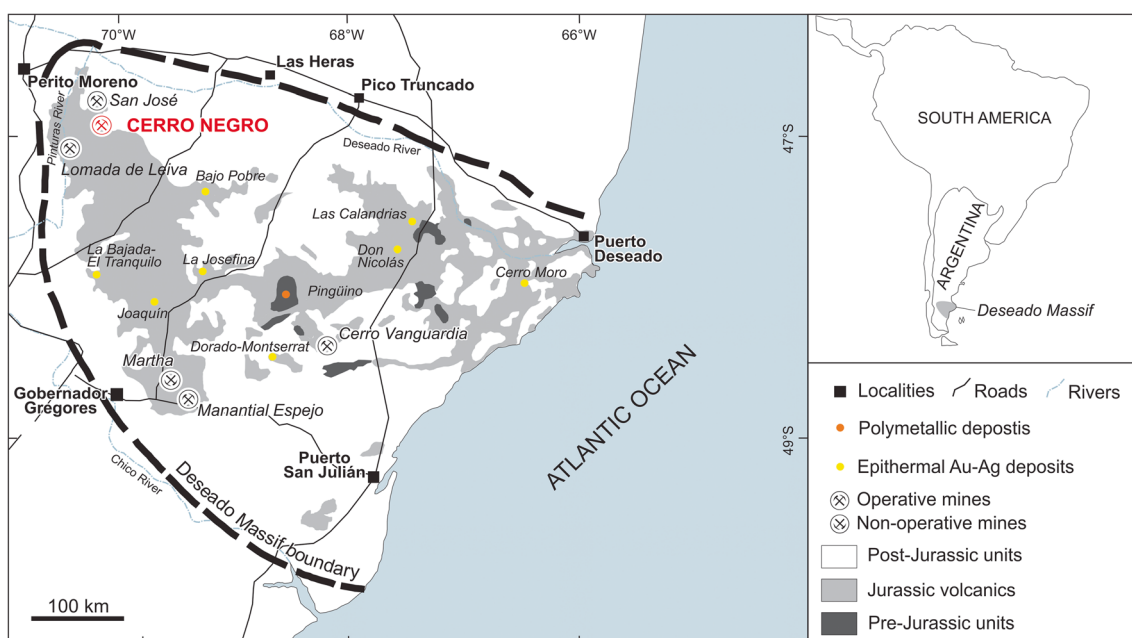 70°W
68°W
66°W
Las Heras
Perito Moreno
Pico Truncado
San José
CERRO NEGRO
47°S
Pinturas River
Deseado River
Lomada de Leiva
Bajo Pobre
Las Calandrias
Puerto
Deseado
La Bajada-
El Tranquilo
La Josefina
Don
Nicolás
Cerro Moro
Pingüino
Joaquín
Cerro Vanguardia
Dorado-Montserrat
Martha
Gobernador
Gregores
Manantial Espejo
ATLANTIC OCEAN
49°S
Puerto
San Julián
Chico River
Deseado Massif boundary
100 km
SOUTH AMERICA
ARGENTINA
Deseado Massif
Localities
Roads
Rivers
Polymetallic depostis
Epithermal Au-Ag deposits
Operative mines
Non-operative mines
Post-Jurassic units
Jurassic volcanics
Pre-Jurassic units